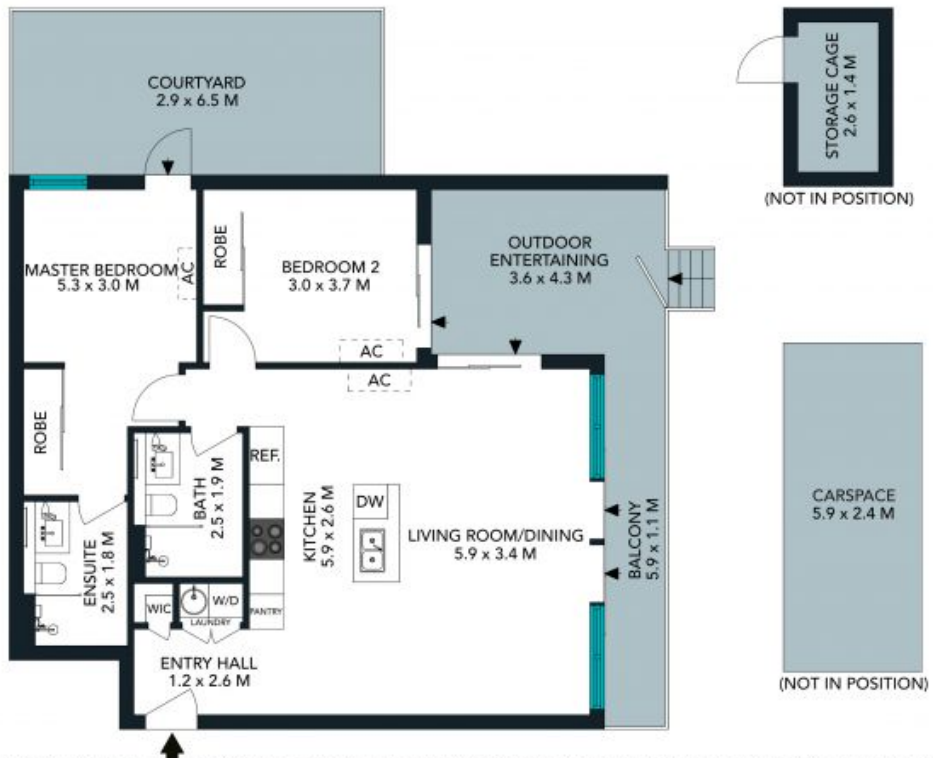 COURTYARD
2.9 x 6.5 M
STORAGE CAGE
2.6 x 1.4 M
(NOT IN POSITION)
MASTER BEDROOM
5.3 x 3.0 M
AC
ROBE
BEDROOM 2
3.0 x 3.7 M
AC
OUTDOOR
ENTERTAINING
3.6 x 4.3 M
AC
ROBE
BATH
2.5 x 1.9 M
REF.
KITCHEN
5.9 x 2.6 M
DW
LIVING ROOM/DINING
5.9 x 3.4 M
BALCONY
5.9 x 1.1 M
CARSPACE
5.9 x 2.4 M
(NOT IN POSITION)
ENSUITE
2.5 x 1.8 M
WIC
W/D
LAUNDRY
PANTRY
ENTRY HALL
1.2 x 2.6 M